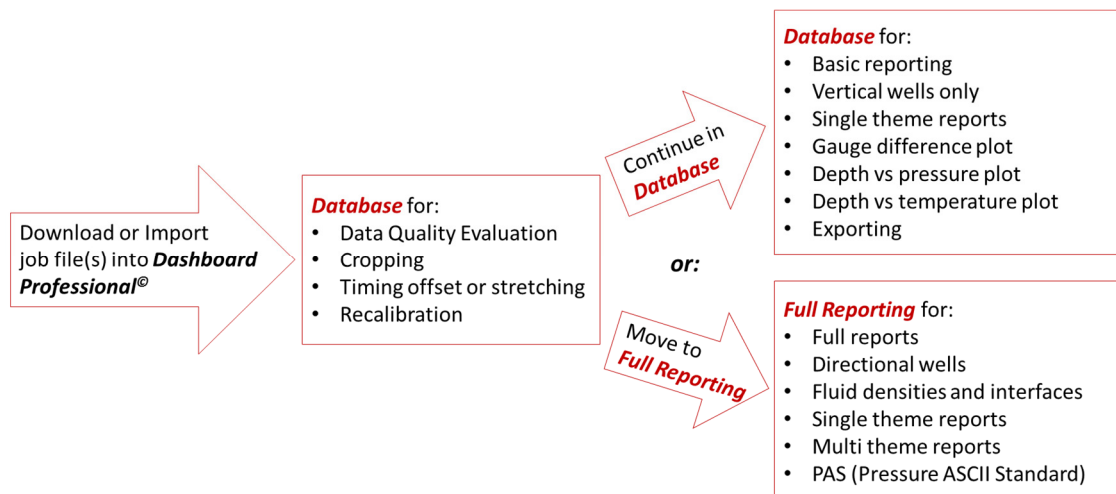 Download or Import
job file(s) into Dashboard
Professional©
Database for:
• Data Quality Evaluation
• Cropping
• Timing offset or stretching
• Recalibration
Continue in
Database
or:
Move to
Full Reporting
Database for:
• Basic reporting
• Vertical wells only
• Single theme reports
• Gauge difference plot
• Depth vs pressure plot
• Depth vs temperature plot
• Exporting
Full Reporting for:
• Full reports
• Directional wells
• Fluid densities and interfaces
• Single theme reports
• Multi theme reports
• PAS (Pressure ASCII Standard)